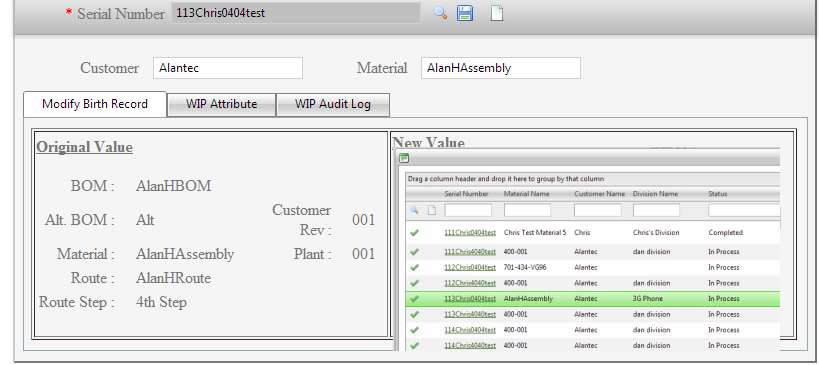 * Serial Number 113Chris0404test
Customer Alantec Material AlanHAssembly
Modify Birth Record WIP Attribute WIP Audit Log
Original Value
BOM : AlanHBOM
Alt. BOM : Alt Customer Rev : 001
Material : AlanHAssembly Plant : 001
Route : AlanHRoute
Route Step : 4th Step
New Value
Drag a column header and drop it here to group by that column
Serial Number Material Name Customer Name Division Name Status
111Chris0404test Chris Test Material 5 Chris Chris's Division Completed
111Chris4040test 400-001 Alantec dan division In Process
112Chris0404test 701-434-VG96 Alantec In Process
112Chris4040test 400-001 Alantec dan division In Process
113Chris0404test AlanHAssembly Alantec 3G Phone In Process
113Chris4040test 400-001 Alantec dan division In Process
114Chris0404test 400-001 Alantec dan division In Process
114Chris4040test 400-001 Alantec dan division In Process